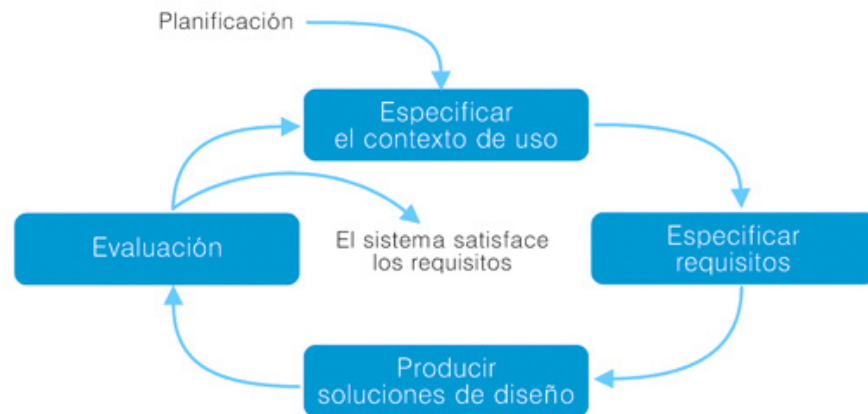 Planificación
Especificar
el contexto de uso
Evaluación
El sistema satisface
los requisitos
Especificar
requisitos
Producir
soluciones de diseño